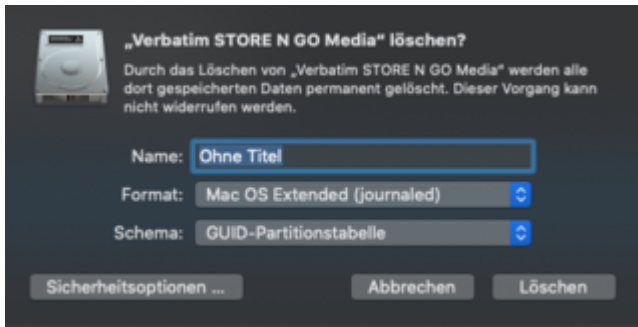 „Verbatim STORE N GO Media“ löschen?
Durch das Löschen von „Verbatim STORE N GO Media“ werden alle
dort gespeicherten Daten permanent gelöscht. Dieser Vorgang kann
nicht widerrufen werden.
Name: Ohne Titel
Format: Mac OS Extended (journaled)
Schema: GUID-Partitionstabelle
Sicherheitsoptionen ... Abbrechen Löschen